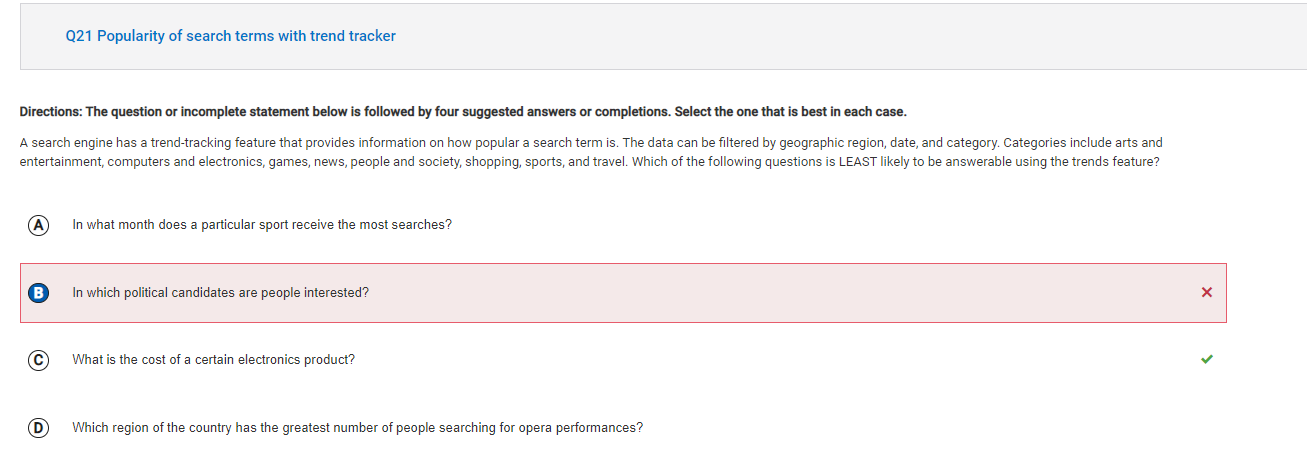 Q21 Popularity of search terms with trend tracker
Directions: The question or incomplete statement below is followed by four suggested answers or completions. Select the one that is best in each case.
A search engine has a trend-tracking feature that provides information on how popular a search term is. The data can be filtered by geographic region, date, and category. Categories include arts and
entertainment, computers and electronics, games, news, people and society, shopping, sports, and travel. Which of the following questions is LEAST likely to be answerable using the trends feature?
A In what month does a particular sport receive the most searches?
B In which political candidates are people interested?
C What is the cost of a certain electronics product?
D Which region of the country has the greatest number of people searching for opera performances?